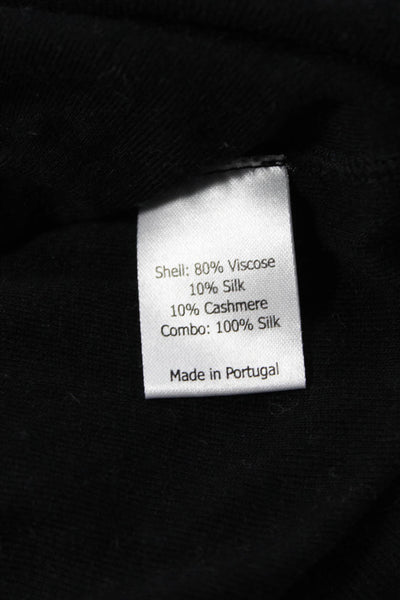 Shell: 80% Viscose
10% Silk
10% Cashmere
Combo: 100% Silk
Made in Portugal